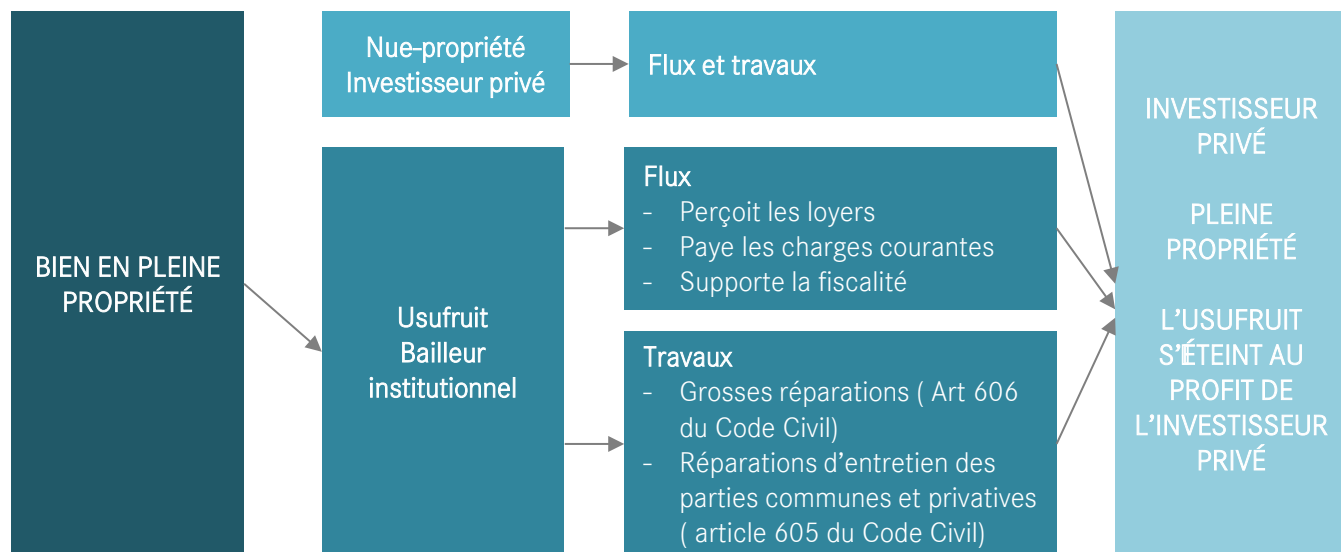 BIEN EN PLEINE
PROPRIÉTÉ
Nue-propriété
Investisseur privé
Flux et travaux
Usufruit
Bailleur
institutionnel
Flux
- Perçoit les loyers
- Paye les charges courantes
- Supporte la fiscalité
Travaux
- Grosses réparations ( Art 606
du Code Civil)
- Réparations d'entretien des
parties communes et privatives
( article 605 du Code Civil)
INVESTISSEUR
PRIVÉ
PLEINE
PROPRIÉTÉ
L'USUFRUIT
S'ÉTEINT AU
PROFIT DE
L'INVESTISSEUR
PRIVÉ